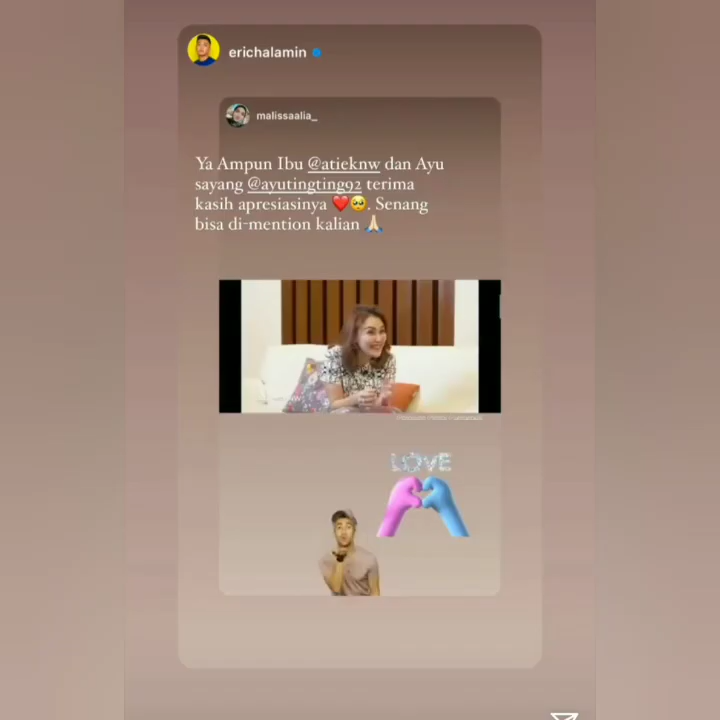 erichalamin
malissaalia_
Ya Ampun Ibu @atieknw dan Ayu
sayang @ayutingting92 terima
kasih apresiasinya ❤️🥺. Senang
bisa di-mention kalian 🙏🏻
LOVE